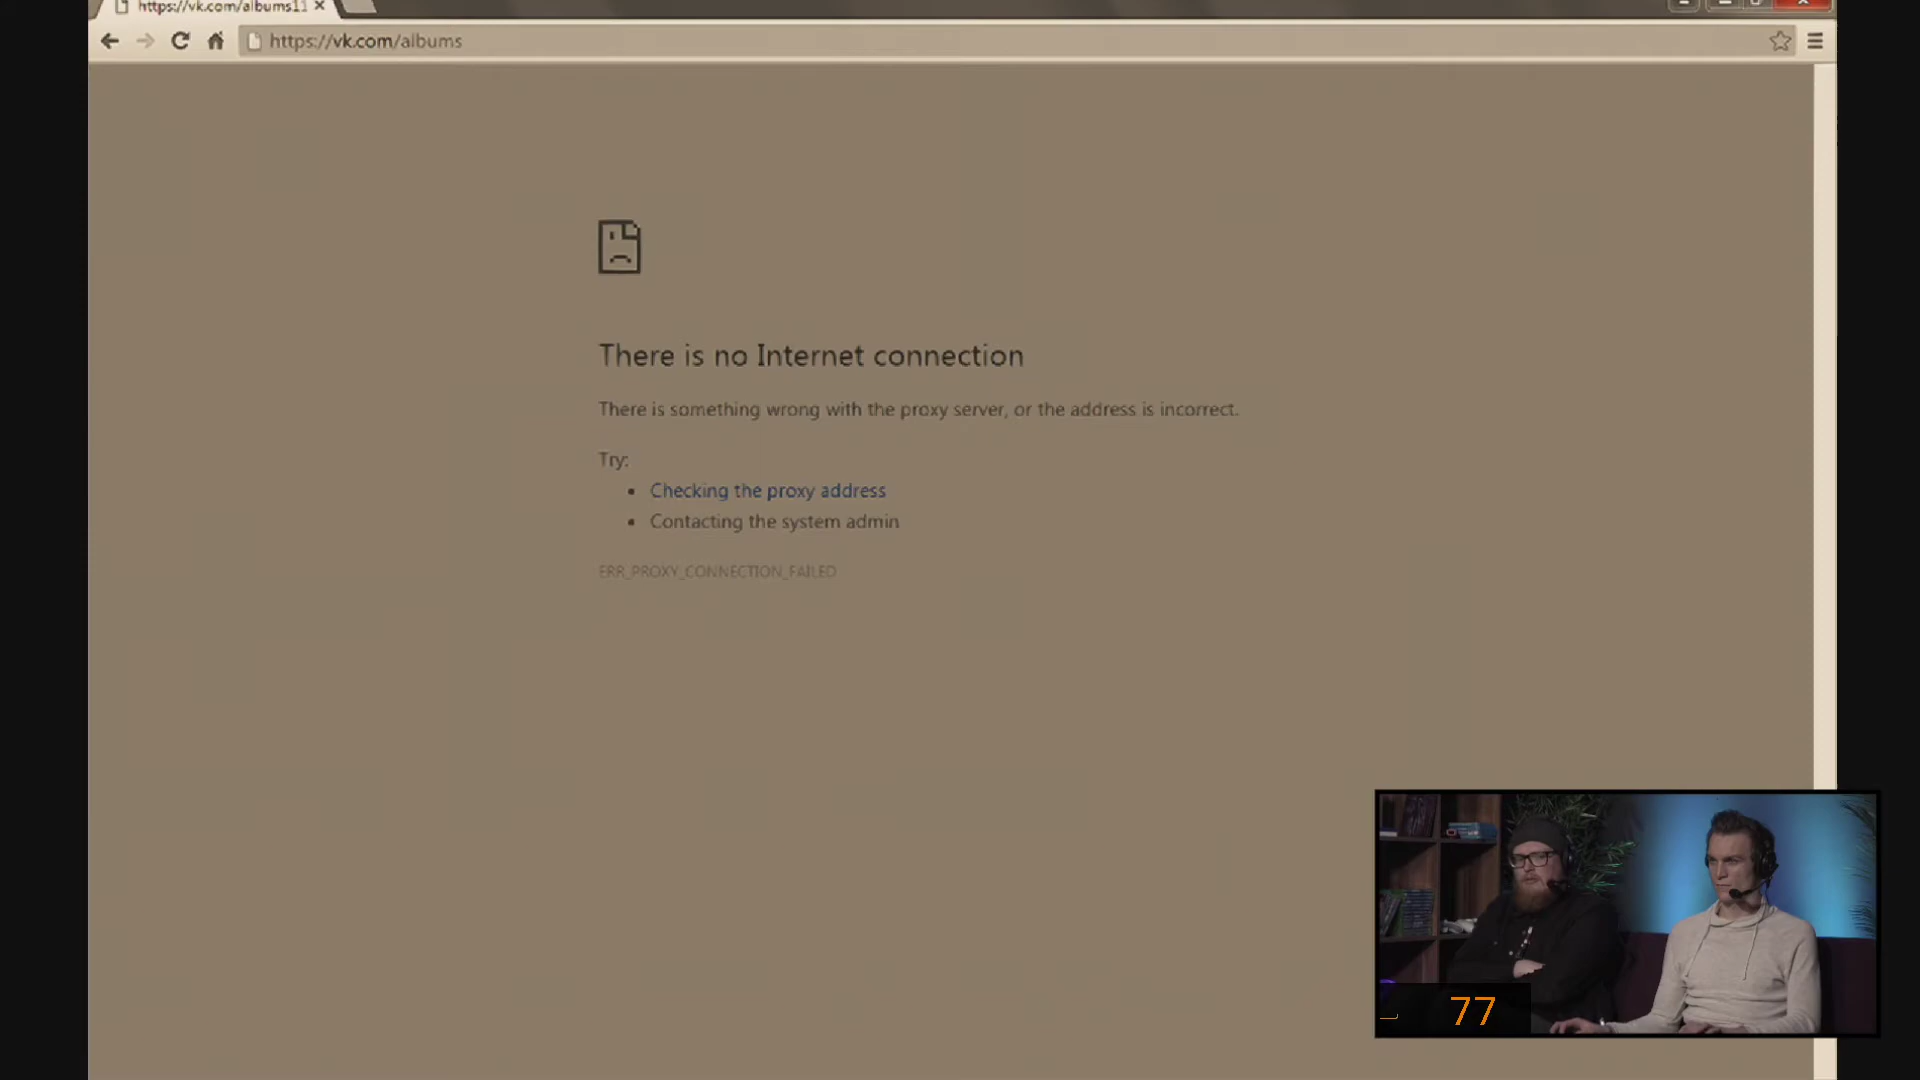 https://vk.com/albums11
https://vk.com/albums
There is no Internet connection
There is something wrong with the proxy server, or the address is incorrect.
Try:
Checking the proxy address
Contacting the system admin
ERR_PROXY_CONNECTION_FAILED
77